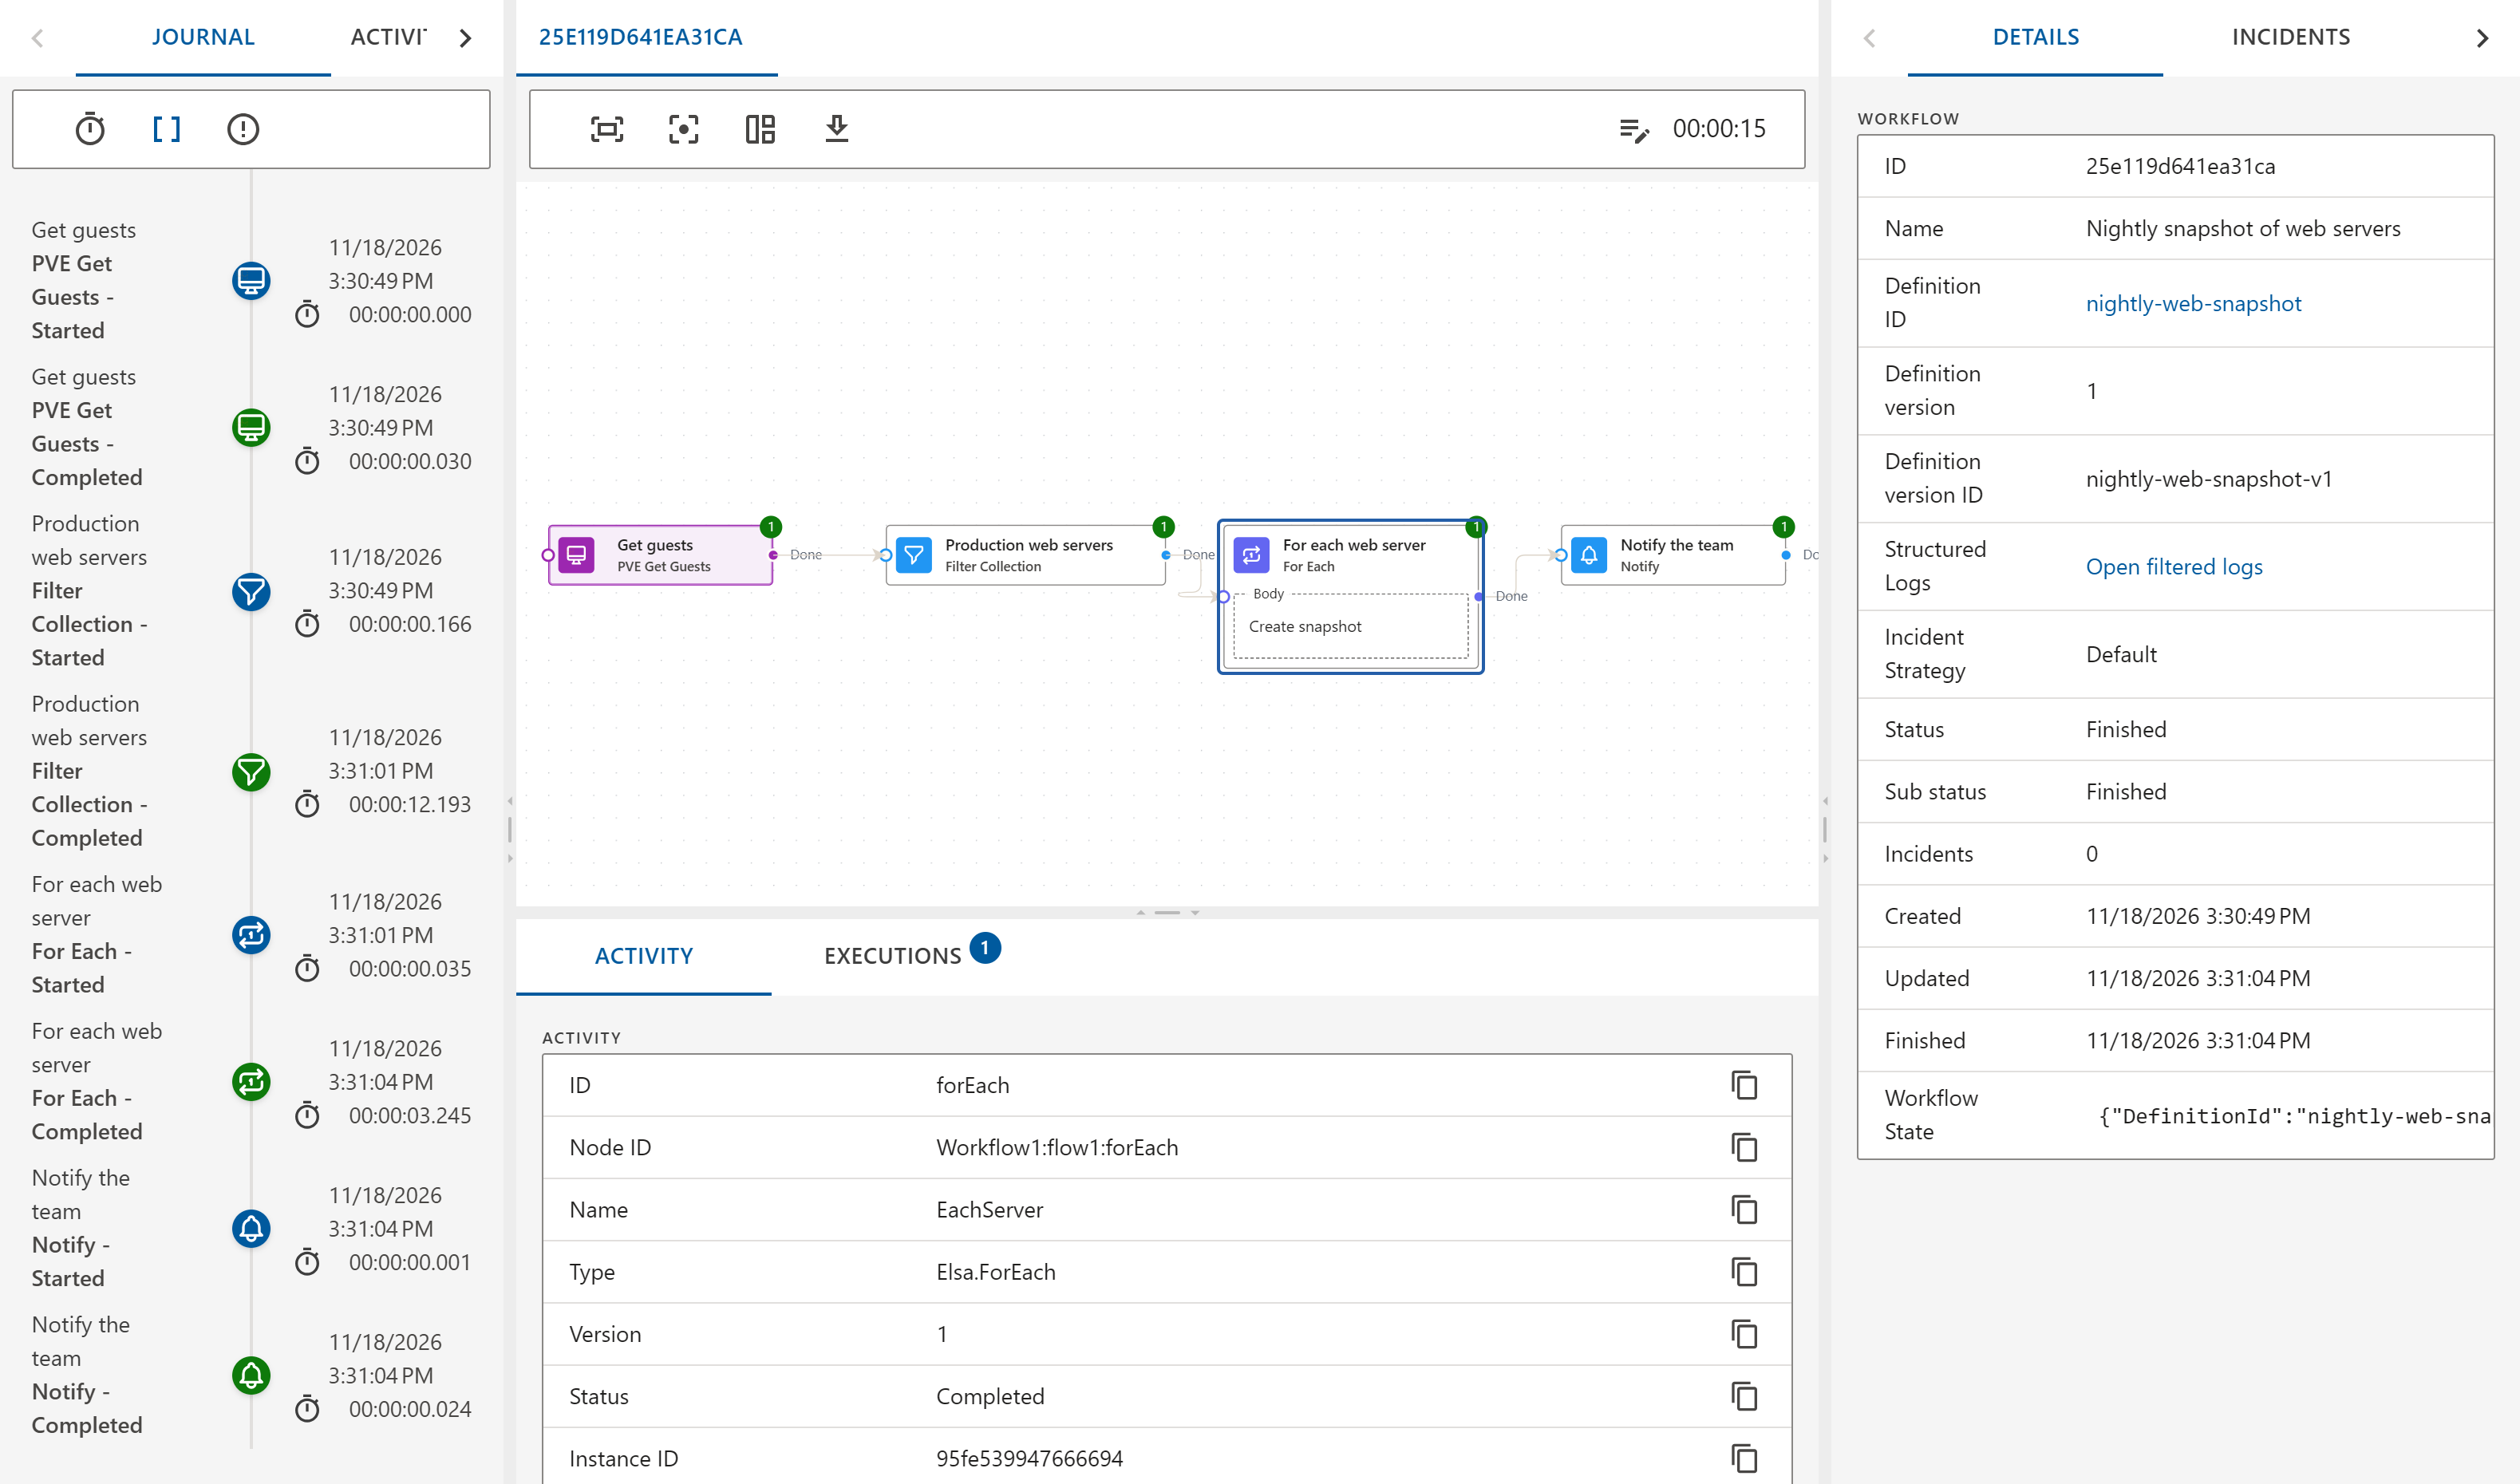 JOURNAL
ACTIVIT
Get guests
PVE Get
Guests -
Started
11/18/2026
3:30:49 PM
00:00:00.000
Get guests
PVE Get
Guests -
Completed
11/18/2026
3:30:49 PM
00:00:00.030
Production
web servers
Filter
Collection -
Started
11/18/2026
3:30:49 PM
00:00:00.166
Production
web servers
Filter
Collection -
Completed
11/18/2026
3:31:01 PM
00:00:12.193
For each web
server
For Each -
Started
11/18/2026
3:31:01 PM
00:00:00.035
For each web
server
For Each -
Completed
11/18/2026
3:31:04 PM
00:00:03.245
Notify the
team
Notify -
Started
11/18/2026
3:31:04 PM
00:00:00.001
Notify the
team
Notify -
Completed
11/18/2026
3:31:04 PM
00:00:00.024
25E119D641EA31CA
00:00:15
Get guests
PVE Get Guests
1
Done
Production web servers
Filter Collection
1
Done
For each web server
For Each
1
Body
Create snapshot
Done
Notify the team
Notify
1
Do
ACTIVITY
EXECUTIONS 1
ACTIVITY
ID forEach
Node ID Workflow1:flow1:forEach
Name EachServer
Type Elsa.ForEach
Version 1
Status Completed
Instance ID 95fe539947666694
DETAILS
INCIDENTS
WORKFLOW
ID 25e119d641ea31ca
Name Nightly snapshot of web servers
Definition
ID
nightly-web-snapshot
Definition
version
1
Definition
version ID
nightly-web-snapshot-v1
Structured
Logs
Open filtered logs
Incident
Strategy
Default
Status Finished
Sub status Finished
Incidents 0
Created 11/18/2026 3:30:49 PM
Updated 11/18/2026 3:31:04 PM
Finished 11/18/2026 3:31:04 PM
Workflow
State
{"DefinitionId":"nightly-web-sna